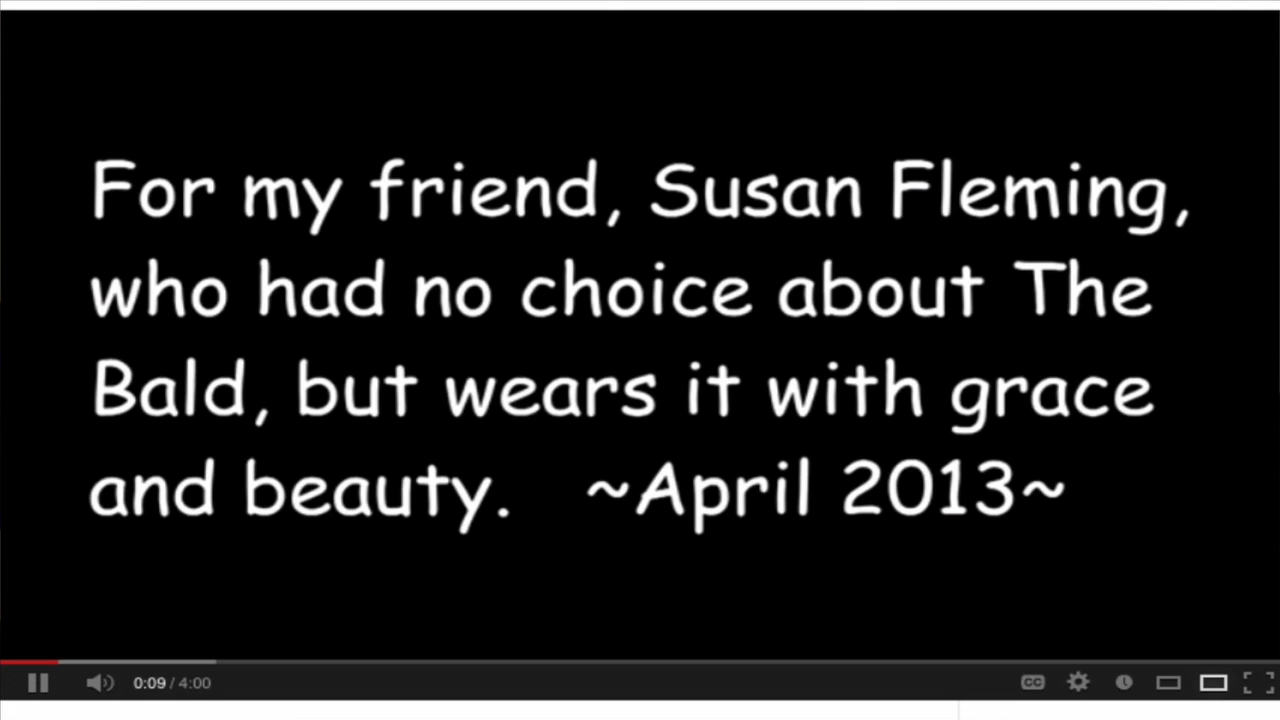 For my friend, Susan Fleming,
who had no choice about The
Bald, but wears it with grace
and beauty.   ~April 2013~
0:09 / 4:00
CC